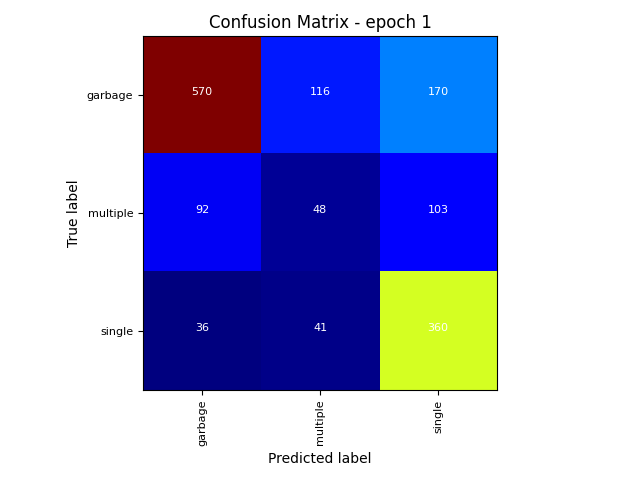 Confusion Matrix - epoch 1
True label
garbage
570 116 170
multiple
92 48 103
single
36 41 360
garbage
multiple
single
Predicted label